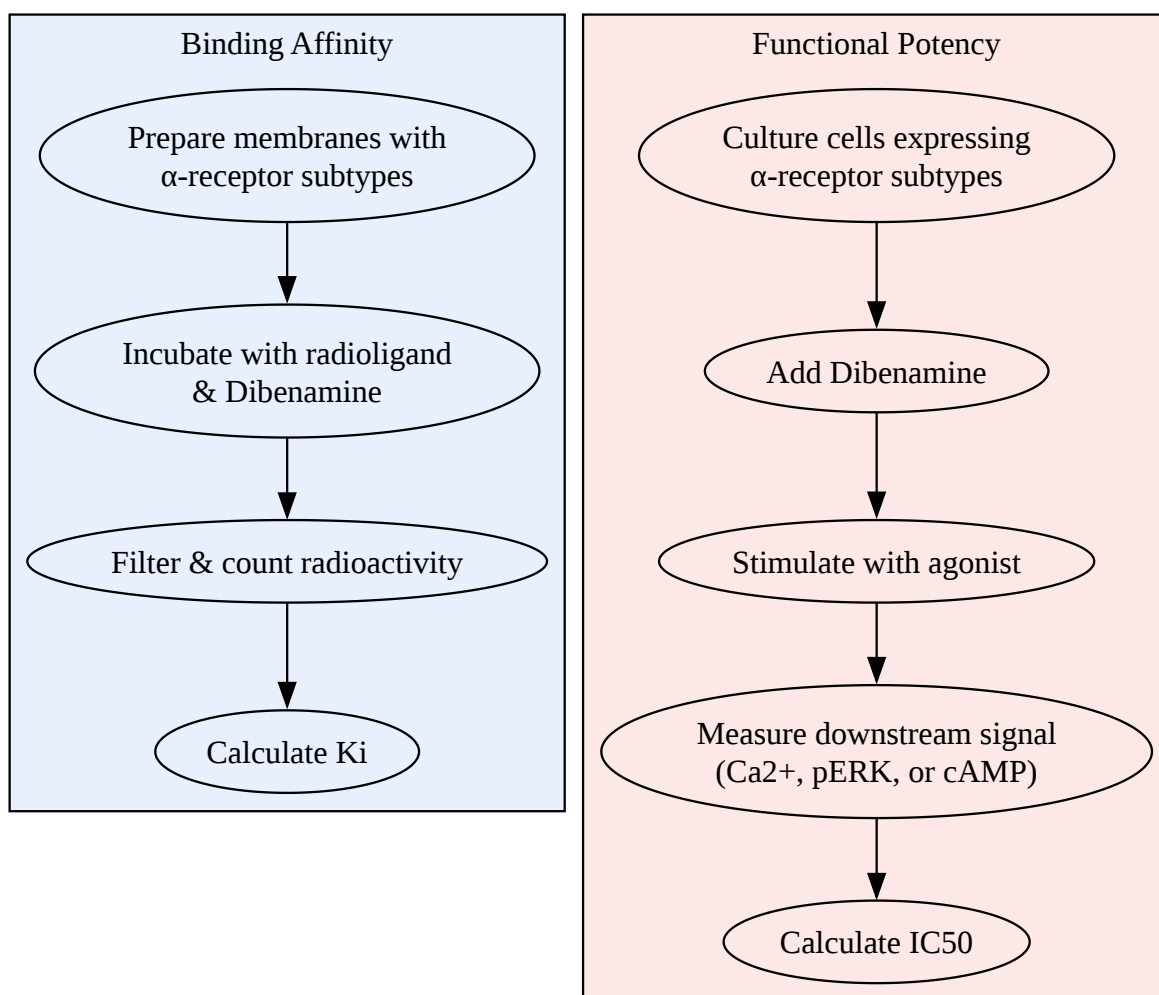 Binding Affinity
Prepare membranes with
α-receptor subtypes
Incubate with radioligand
& Dibenamine
Filter & count radioactivity
Calculate Ki
Functional Potency
Culture cells expressing
α-receptor subtypes
Add Dibenamine
Stimulate with agonist
Measure downstream signal
(Ca2+, pERK, or cAMP)
Calculate IC50